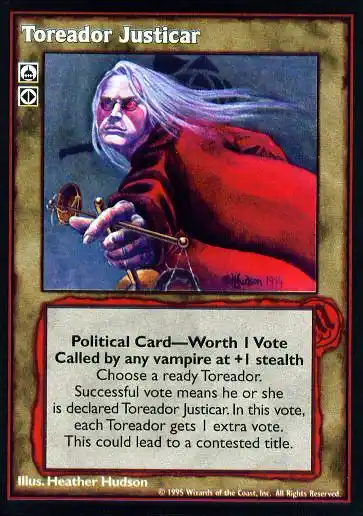 Toreador Justicar
Hudson 1994
Political Card—Worth 1 Vote
Called by any vampire at +1 stealth
Choose a ready Toreador.
Successful vote means he or she
is declared Toreador Justicar. In this vote,
each Toreador gets 1 extra vote.
This could lead to a contested title.
Illus. Heather Hudson
© 1995 Wizards of the Coast, Inc. All Rights Reserved.